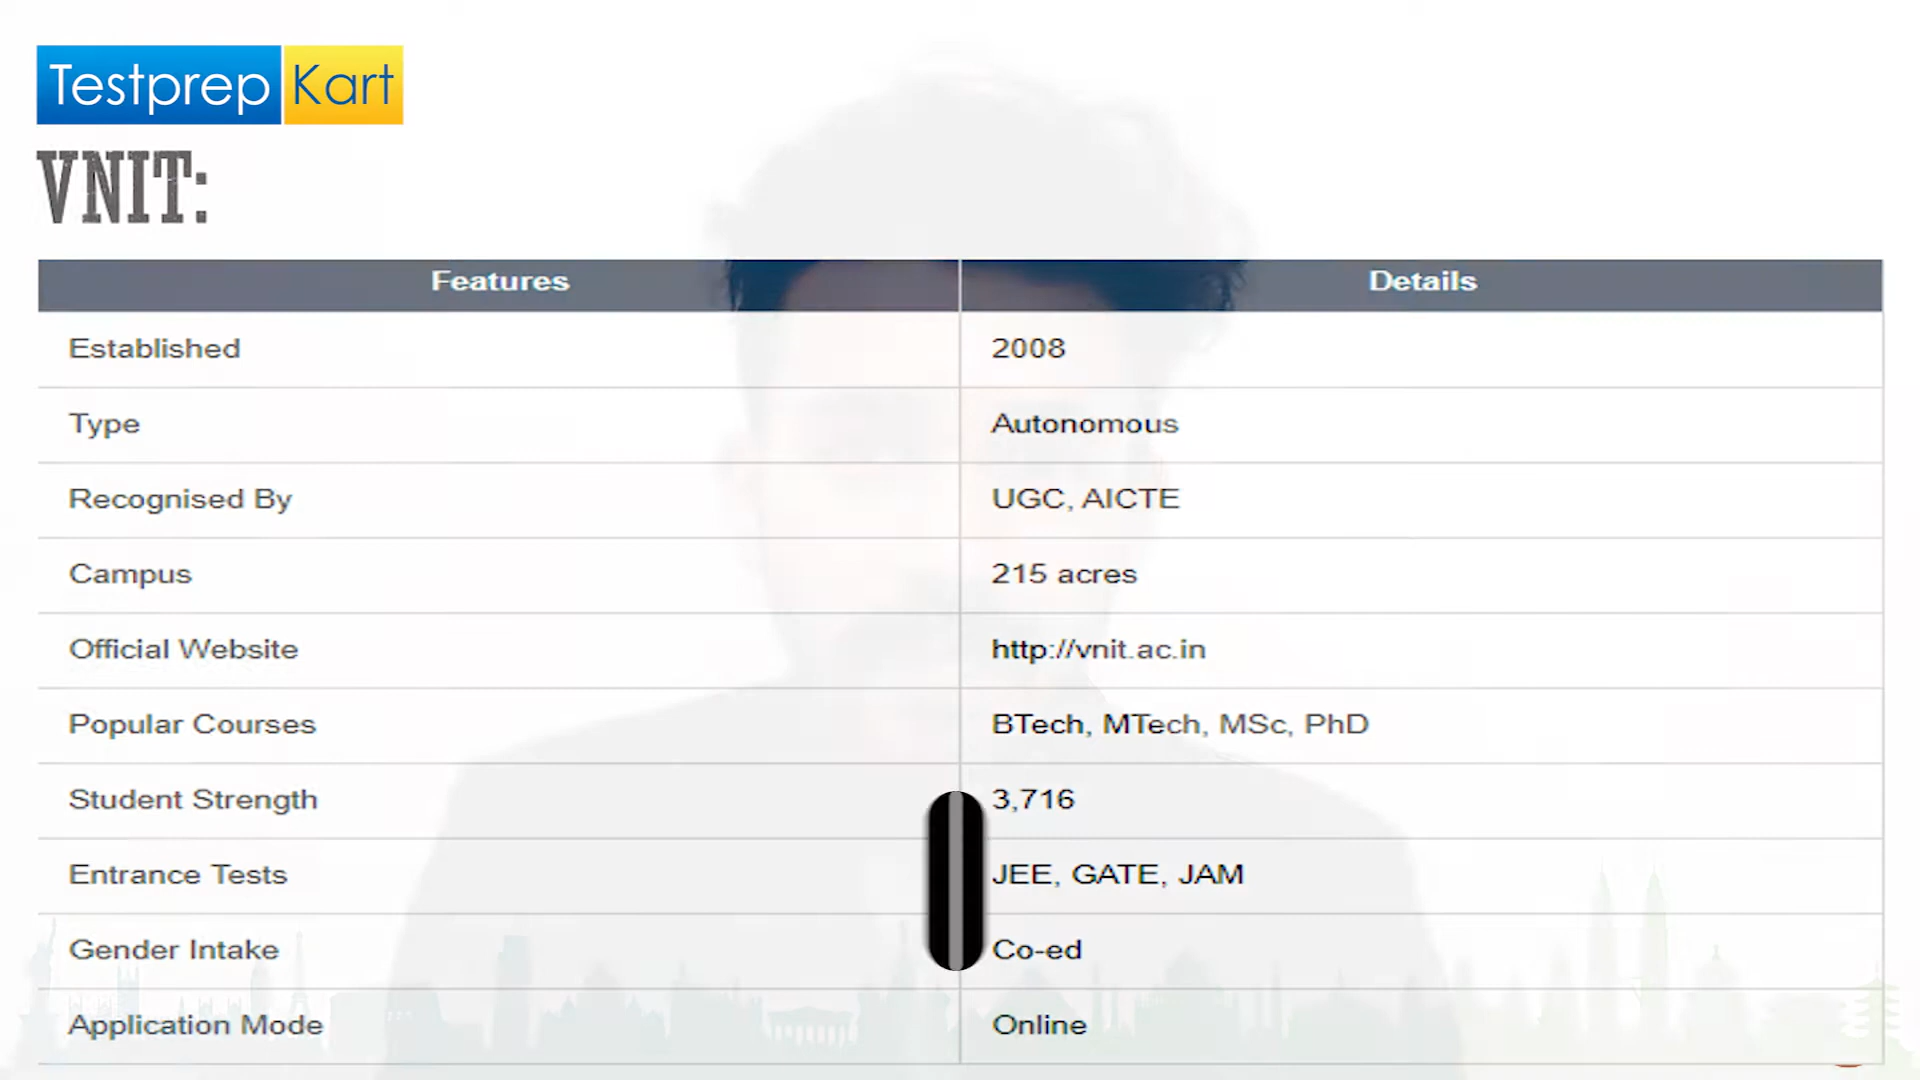 Testprep Kart
VNIT:
Features Details
Established 2008
Type Autonomous
Recognised By UGC, AICTE
Campus 215 acres
Official Website http://vnit.ac.in
Popular Courses BTech, MTech, MSc, PhD
Student Strength 3,716
Entrance Tests JEE, GATE, JAM
Gender Intake Co-ed
Application Mode Online